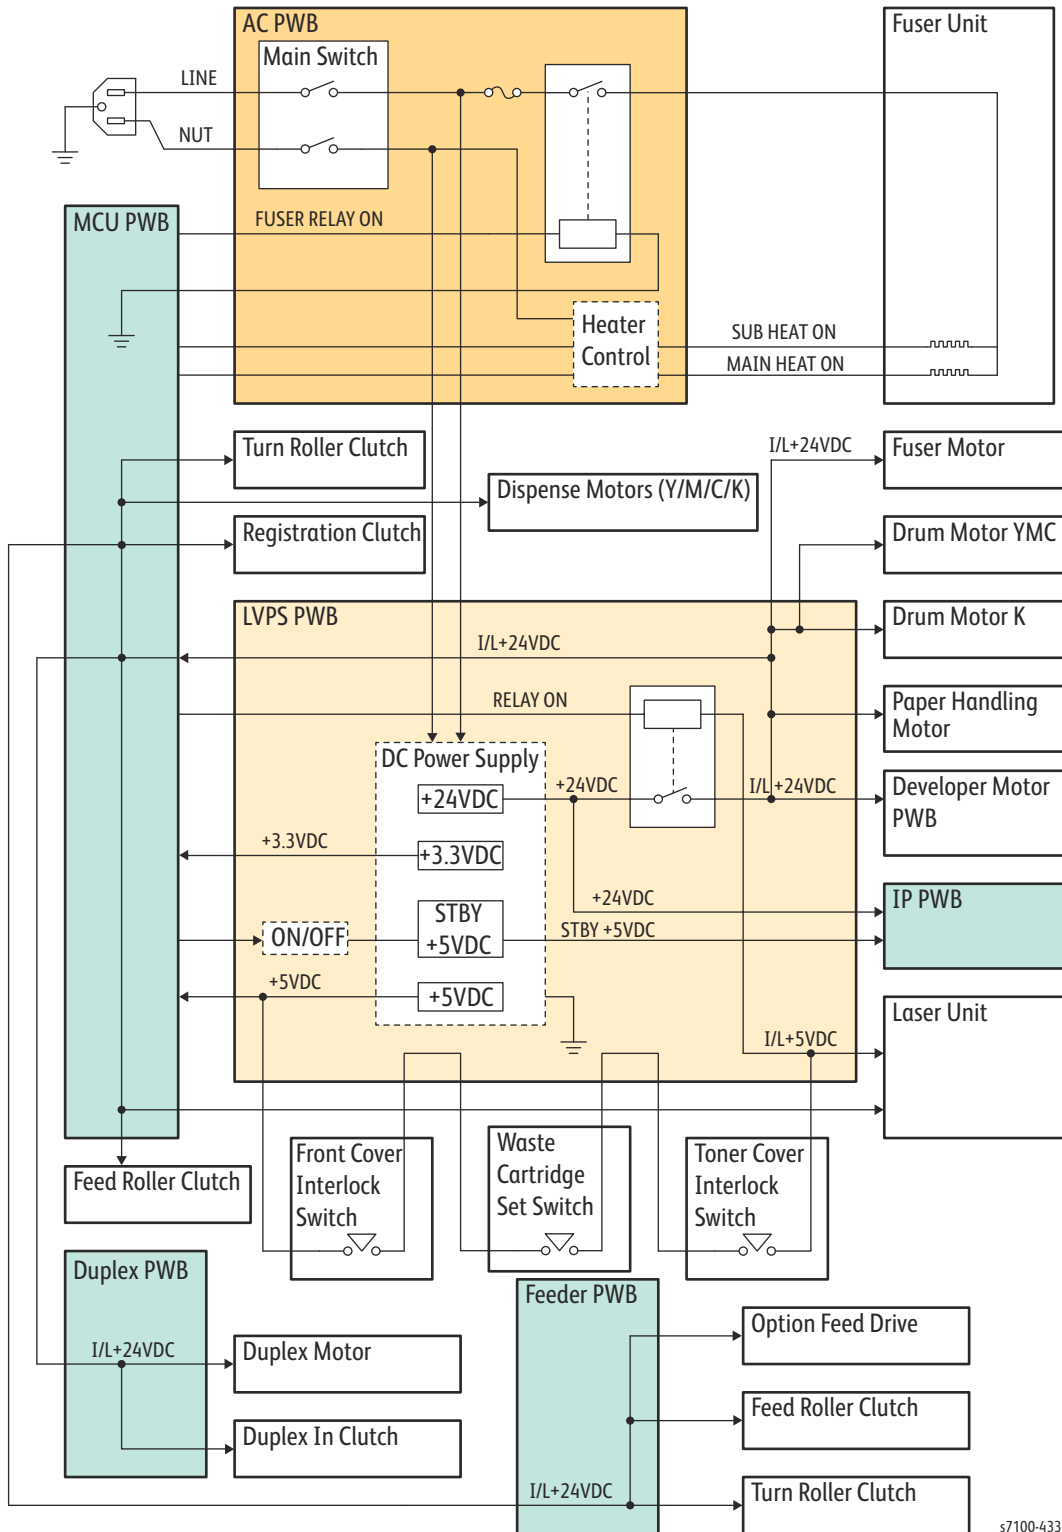 AC PWB
Fuser Unit
Main Switch
LINE
NUT
MCU PWB
FUSER RELAY ON
Heater
Control
SUB HEAT ON
MAIN HEAT ON
Turn Roller Clutch
I/L+24VDC
Fuser Motor
Dispense Motors (Y/M/C/K)
Registration Clutch
Drum Motor YMC
LVPS PWB
Drum Motor K
I/L+24VDC
RELAY ON
Paper Handling
Motor
DC Power Supply
+24VDC
+24VDC
I/L+24VDC
Developer Motor
PWB
+3.3VDC
+3.3VDC
+24VDC
IP PWB
STBY
+5VDC
STBY +5VDC
ON/OFF
+5VDC
+5VDC
Laser Unit
I/L+5VDC
Front Cover
Interlock
Switch
Waste
Cartridge
Set Switch
Toner Cover
Interlock
Switch
Feed Roller Clutch
Duplex PWB
Feeder PWB
I/L+24VDC
Duplex Motor
Option Feed Drive
Duplex In Clutch
Feed Roller Clutch
I/L+24VDC
Turn Roller Clutch
s7100-433